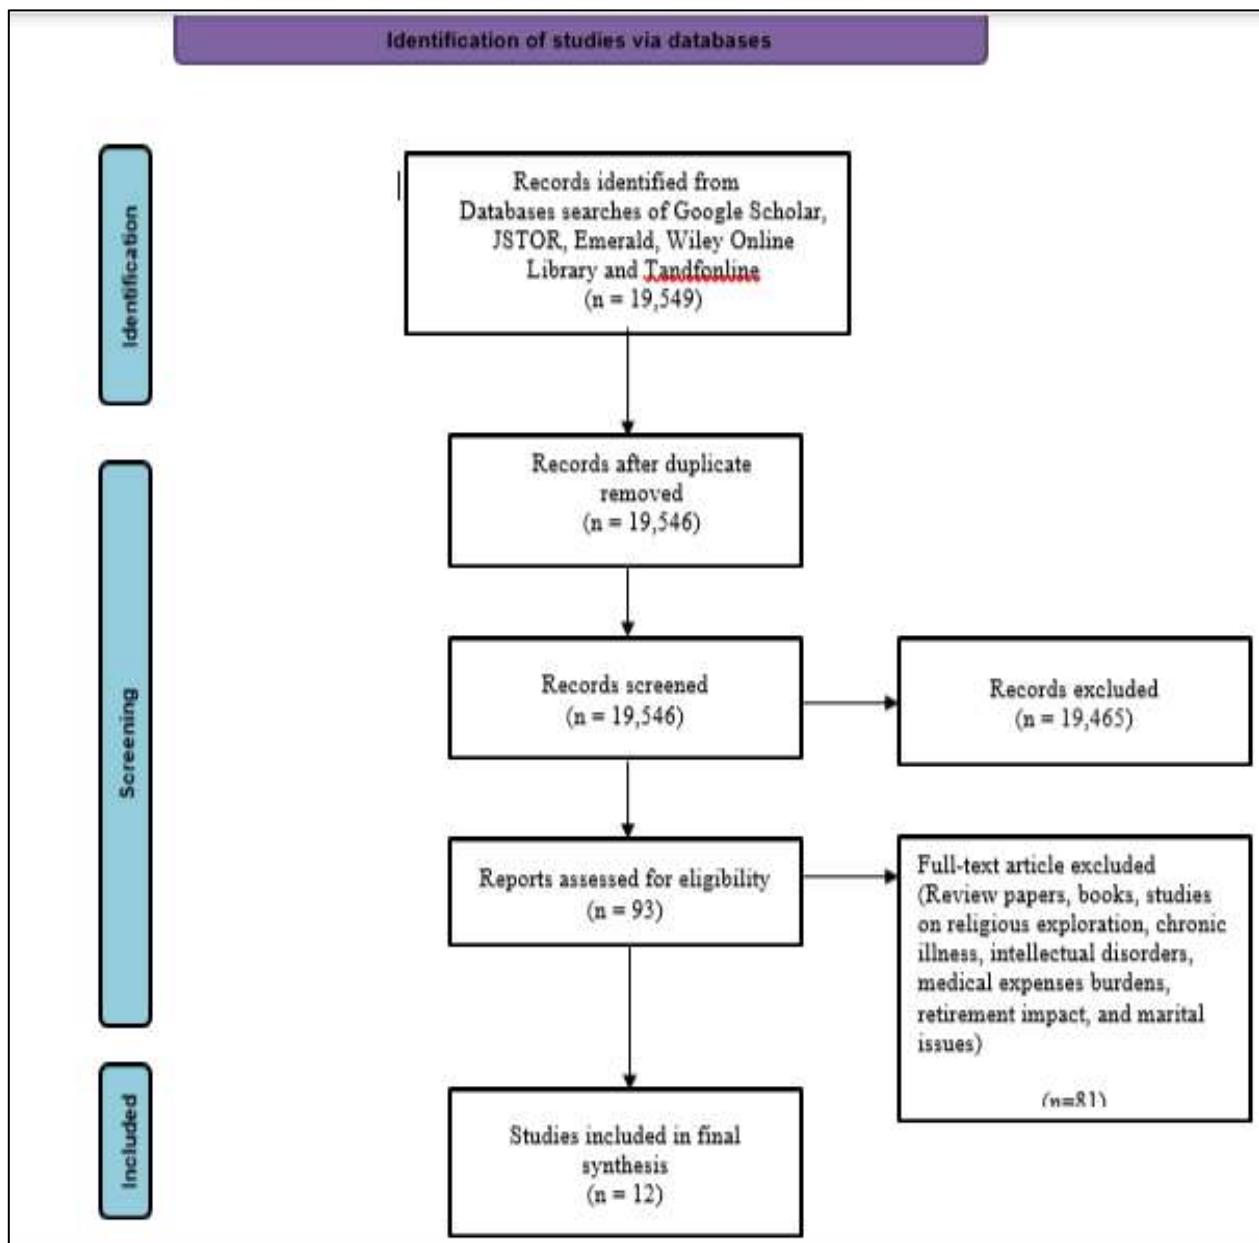 Identification of studies via databases
Identification
Records identified from
Databases searches of Google Scholar,
JSTOR, Emerald, Wiley Online
Library and Tandfonline
(n = 19,549)
Screening
Records after duplicate
removed
(n = 19,546)
Records screened
(n = 19,546)
Records excluded
(n = 19,465)
Reports assessed for eligibility
(n = 93)
Full-text article excluded
(Review papers, books, studies
on religious exploration, chronic
illness, intellectual disorders,
medical expenses burdens,
retirement impact, and marital
issues)
(n=81)
Included
Studies included in final
synthesis
(n = 12)